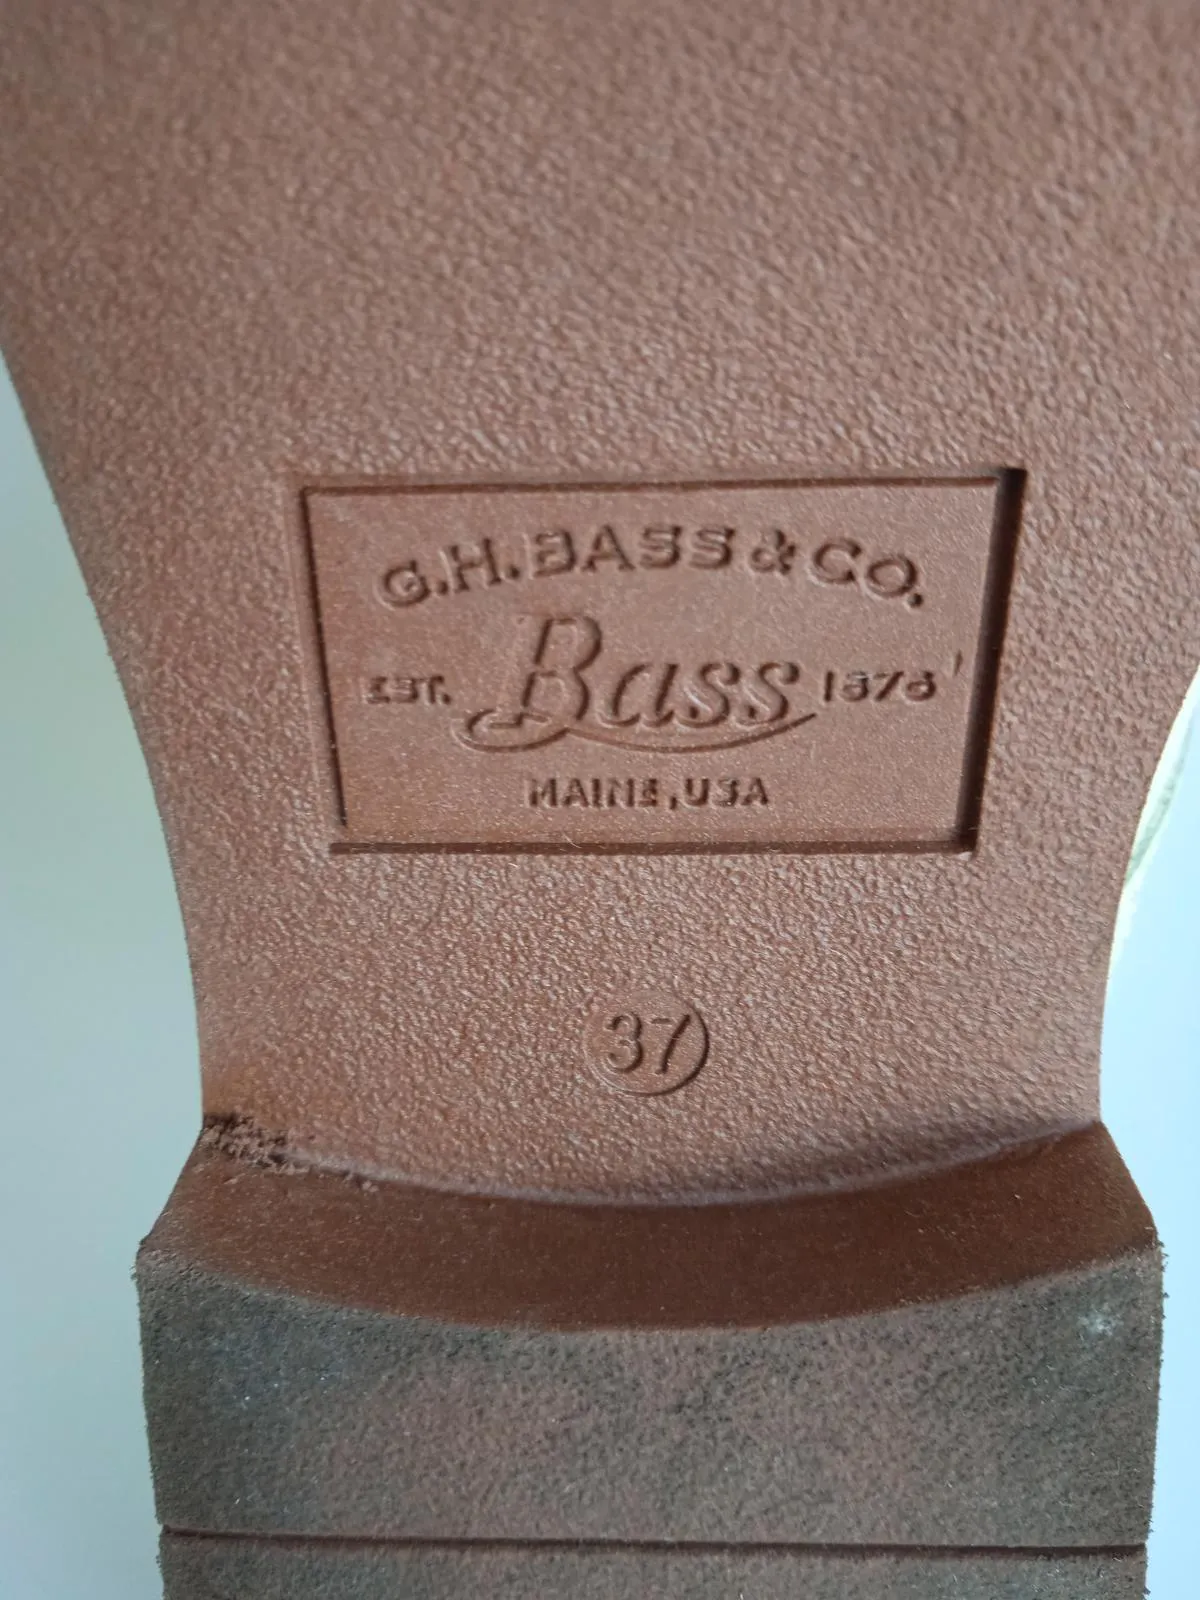 G.H.BASS & CO.
EST. Bass 1876
MAINE, USA
37